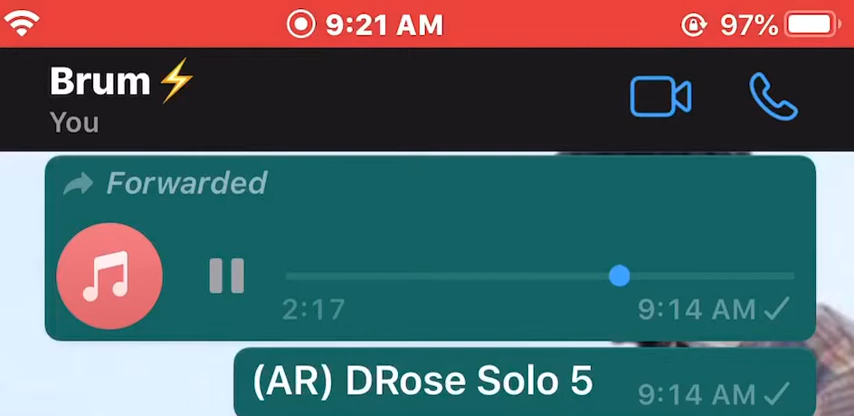 9:21 AM
97%
Brum⚡
You
Forwarded
2:17
9:14 AM
(AR) DRose Solo 5
9:14 AM